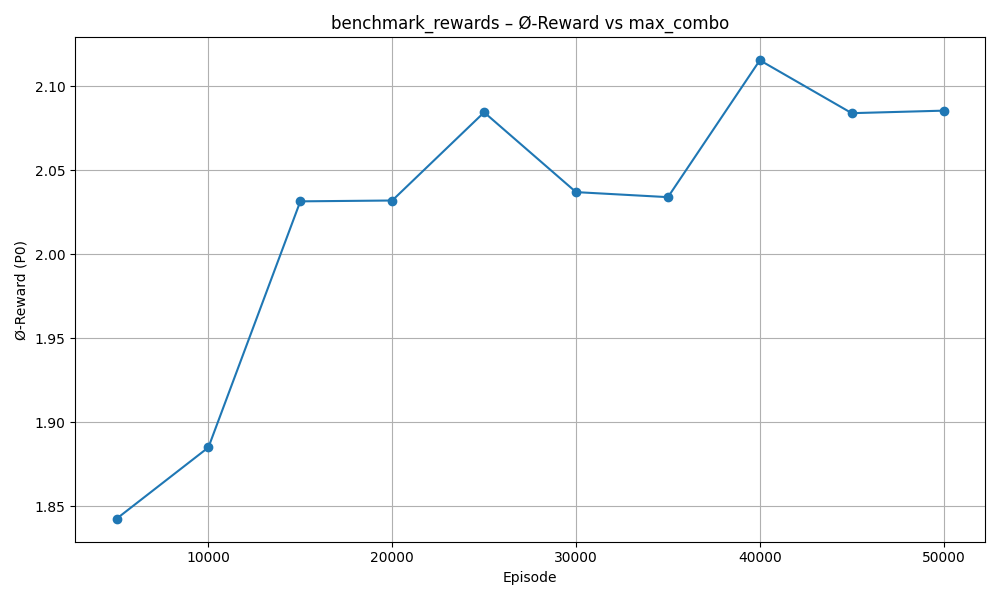 benchmark_rewards – Ø-Reward vs max_combo
Ø-Reward (P0)
2.10
2.05
2.00
1.95
1.90
1.85
10000 20000 30000 40000 50000
Episode